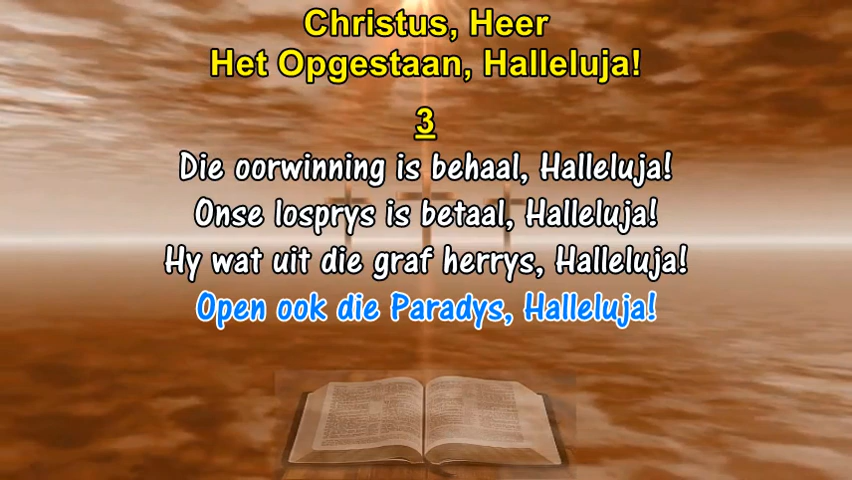 Christus, Heer
Het Opgestaan, Halleluja!
3
Die oorwinning is behaal, Halleluja!
Onse losprys is betaal, Halleluja!
Hy wat uit die graf herrys, Halleluja!
Open ook die Paradys, Halleluja!